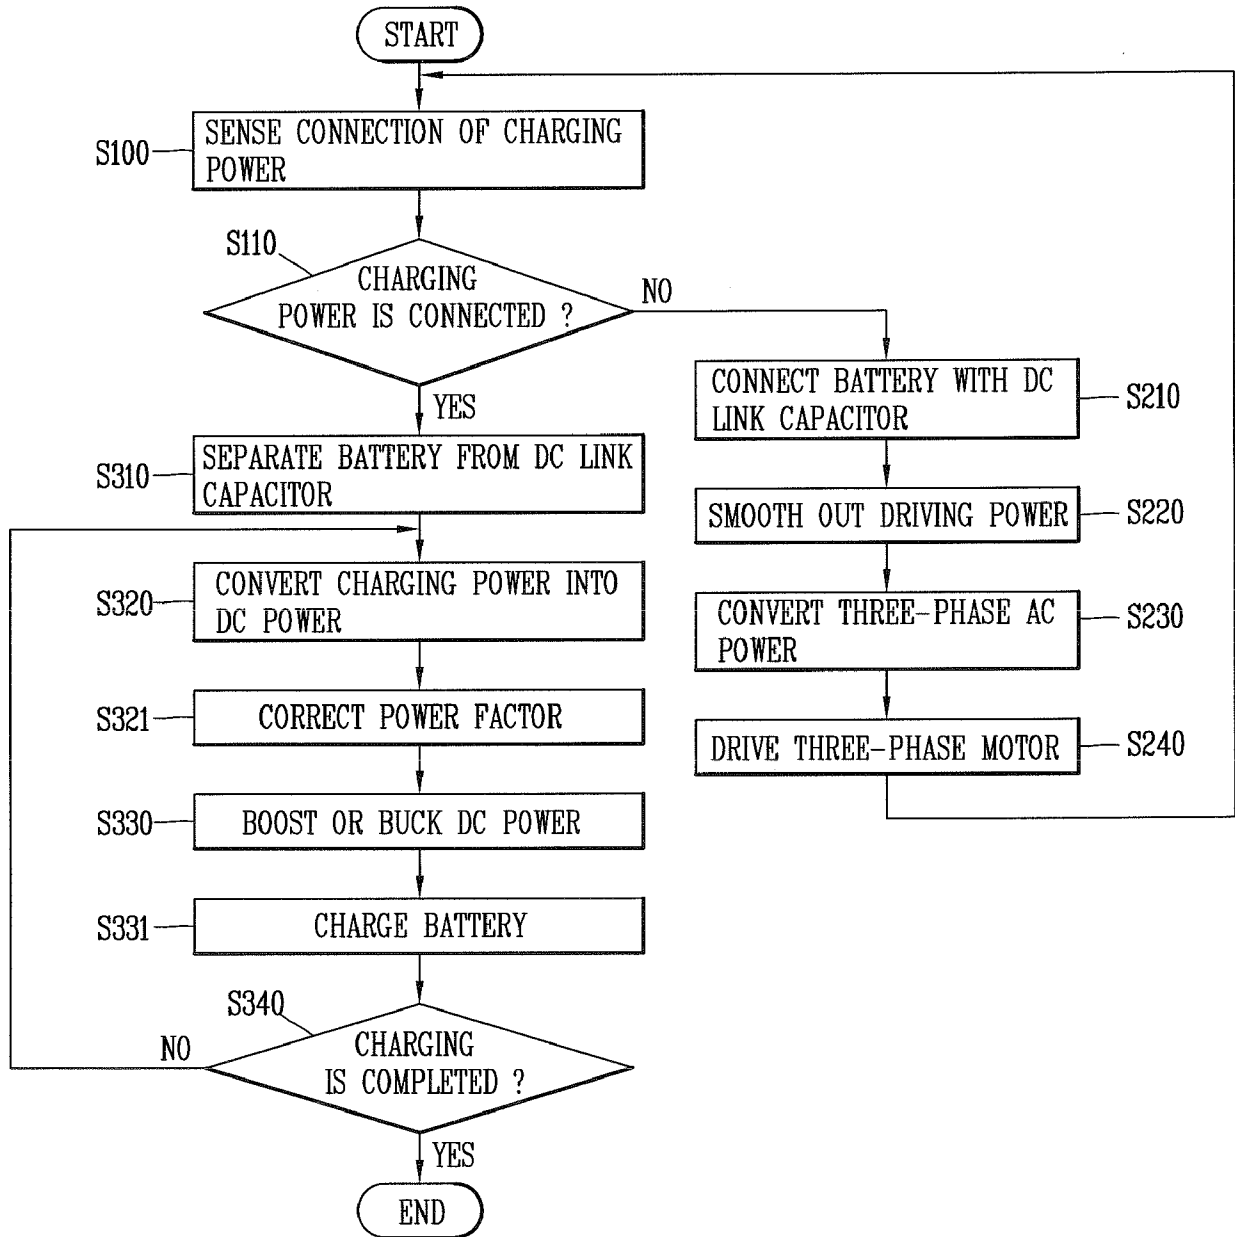 START
S100
SENSE CONNECTION OF CHARGING
POWER
S110
CHARGING
POWER IS CONNECTED ?
NO
YES
S310
SEPARATE BATTERY FROM DC LINK
CAPACITOR
S320
CONVERT CHARGING POWER INTO
DC POWER
S321
CORRECT POWER FACTOR
S330
BOOST OR BUCK DC POWER
S331
CHARGE BATTERY
S340
CHARGING
IS COMPLETED ?
NO
YES
END
CONNECT BATTERY WITH DC
LINK CAPACITOR
S210
SMOOTH OUT DRIVING POWER
S220
CONVERT THREE-PHASE AC
POWER
S230
DRIVE THREE-PHASE MOTOR
S240